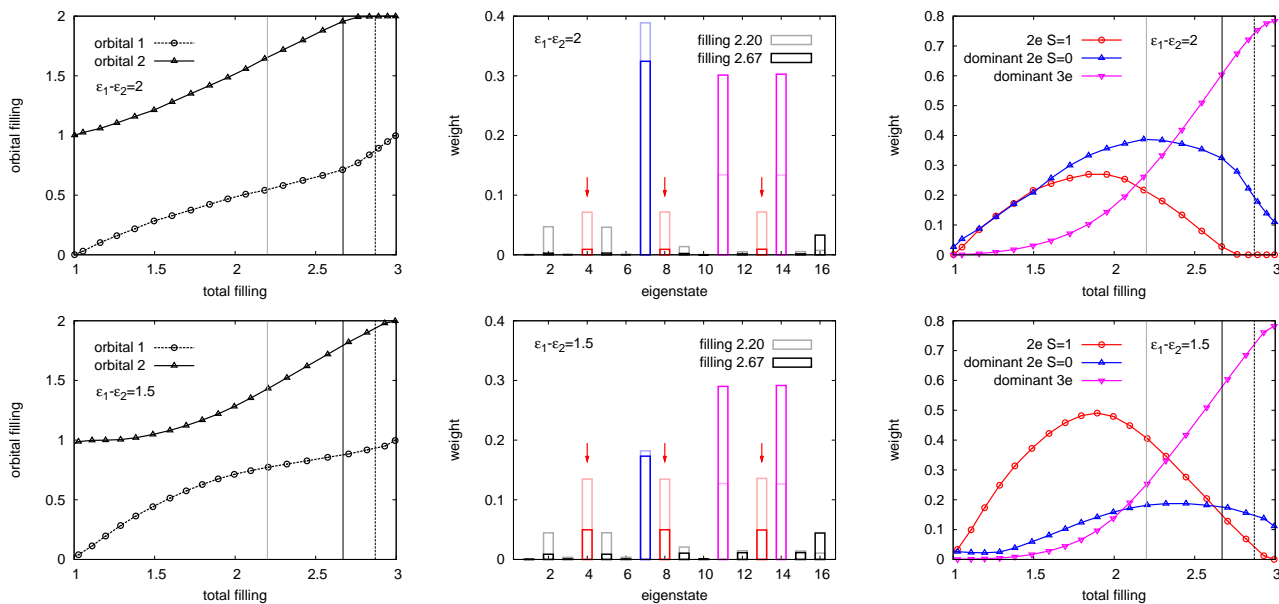 orbital filling
2
1.5
1
0.5
0
orbital 1
orbital 2
ε1-ε2=2
1 1.5 2 2.5 3
total filling
weight
0.4
0.3
0.2
0.1
0
ε1-ε2=2
filling 2.20
filling 2.67
2 4 6 8 10 12 14 16
eigenstate
weight
0.8
0.7
0.6
0.5
0.4
0.3
0.2
0.1
0
2e S=1
dominant 2e S=0
dominant 3e
ε1-ε2=2
1 1.5 2 2.5 3
total filling
orbital filling
2
1.5
1
0.5
0
orbital 1
orbital 2
ε1-ε2=1.5
1 1.5 2 2.5 3
total filling
weight
0.4
0.3
0.2
0.1
0
ε1-ε2=1.5
filling 2.20
filling 2.67
2 4 6 8 10 12 14 16
eigenstate
weight
0.8
0.7
0.6
0.5
0.4
0.3
0.2
0.1
0
2e S=1
dominant 2e S=0
dominant 3e
ε1-ε2=1.5
1 1.5 2 2.5 3
total filling